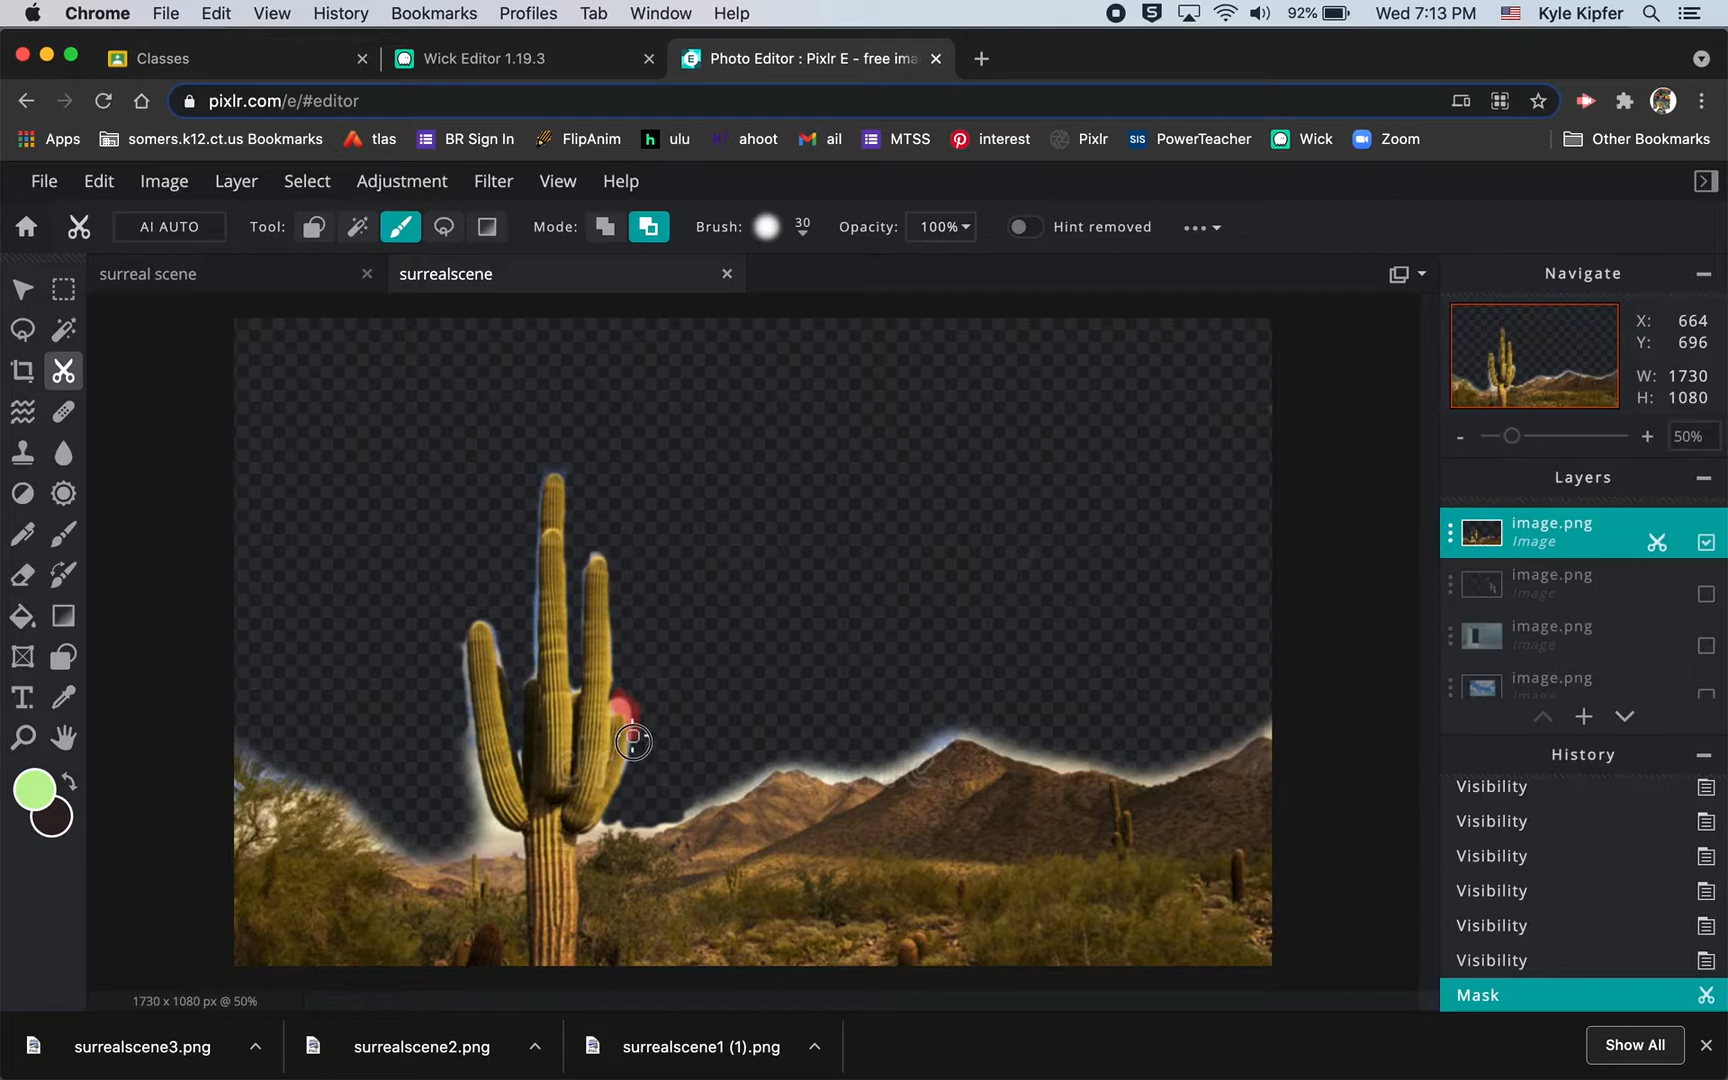 Chrome File Edit View History Bookmarks Profiles Tab Window Help 92% Wed 7:13 PM Kyle Kipfer
Classes Wick Editor 1.19.3 Photo Editor : Pixlr E - free ima
pixlr.com/e/#editor
Apps somers.k12.ct.us Bookmarks tlas BR Sign In FlipAnim ulu ahoot ail MTSS interest Pixlr SIS PowerTeacher Wick Zoom Other Bookmarks
File Edit Image Layer Select Adjustment Filter View Help
AI AUTO Tool: Mode: Brush: 30 Opacity: 100% Hint removed
surreal scene surrealscene Navigate
X: 664
Y: 696
W: 1730
H: 1080
- + 50%
Layers
image.png
Image
image.png
Image
image.png
Image
image.png
Image
History
Visibility
Visibility
Visibility
Visibility
Visibility
Visibility
Mask
1730 x 1080 px @ 50%
surrealscene3.png surrealscene2.png surrealscene1 (1).png Show All